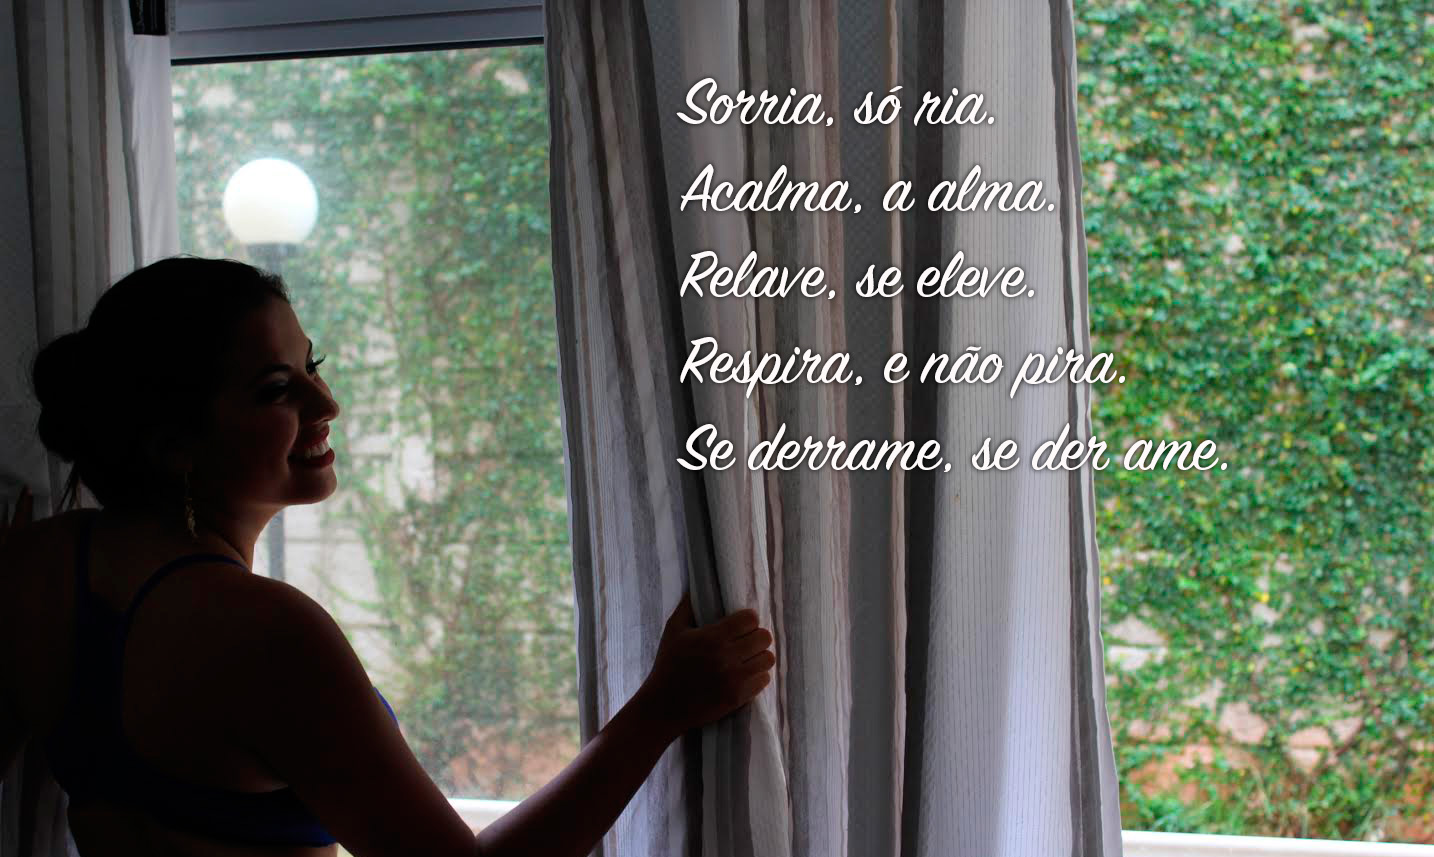 Sorria, só ria.
Acalma, a alma.
Relave, se eleve.
Respira, e não pira.
Se derrame, se der ame.